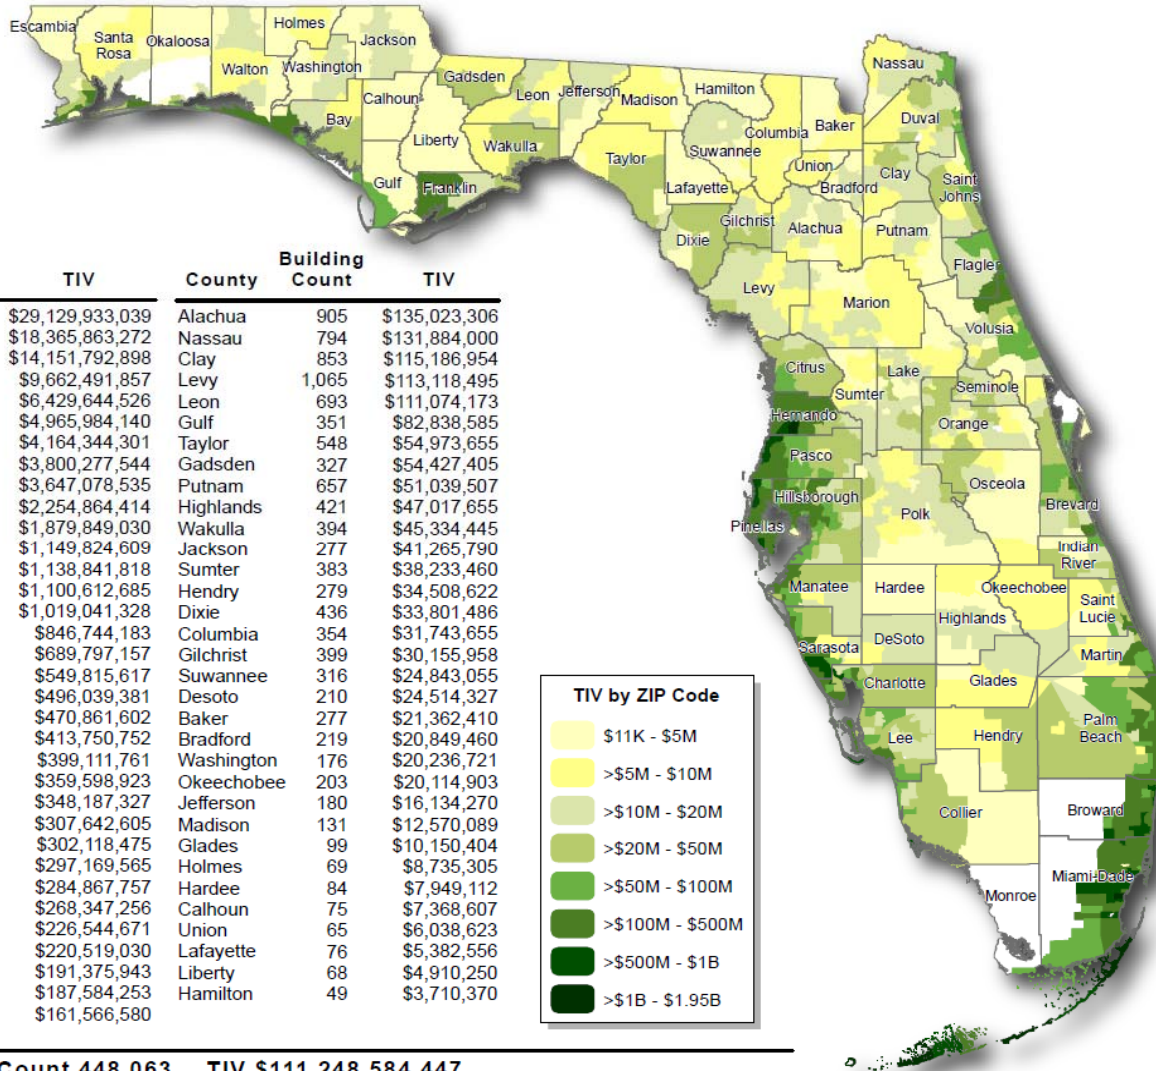 Escambia
Santa
Rosa
Okaloosa
Walton
Holmes
Washington
Jackson
Bay
Calhoun
Gulf
Liberty
Franklin
Gadsden
Leon
Wakulla
Jefferson
Madison
Taylor
Hamilton
Suwannee
Lafayette
Columbia
Baker
Union
Bradford
Nassau
Duval
Clay
Saint
Johns
Dixie
Gilchrist
Alachua
Putnam
Flagler
Levy
Marion
Volusia
Citrus
Sumter
Lake
Seminole
Hernando
Orange
Pasco
Hillsborough
Pinellas
Polk
Osceola
Brevard
Indian
River
Manatee
Hardee
Okeechobee
Saint
Lucie
Highlands
Sarasota
DeSoto
Martin
Charlotte
Glades
Lee
Hendry
Palm
Beach
Collier
Broward
Monroe
Miami-Dade
TIV County Building Count TIV
$29,129,933,039 Alachua 905 $135,023,306
$18,365,863,272 Nassau 794 $131,884,000
$14,151,792,898 Clay 853 $115,186,954
$9,662,491,857 Levy 1,065 $113,118,495
$6,429,644,526 Leon 693 $111,074,173
$4,965,984,140 Gulf 351 $82,838,585
$4,164,344,301 Taylor 548 $54,973,655
$3,800,277,544 Gadsden 327 $54,427,405
$3,647,078,535 Putnam 657 $51,039,507
$2,254,864,414 Highlands 421 $47,017,655
$1,879,849,030 Wakulla 394 $45,334,445
$1,149,824,609 Jackson 277 $41,265,790
$1,138,841,818 Sumter 383 $38,233,460
$1,100,612,685 Hendry 279 $34,508,622
$1,019,041,328 Dixie 436 $33,801,486
$846,744,183 Columbia 354 $31,743,655
$689,797,157 Gilchrist 399 $30,155,958
$549,815,617 Suwannee 316 $24,843,055
$496,039,381 Desoto 210 $24,514,327
$470,861,602 Baker 277 $21,362,410
$413,750,752 Bradford 219 $20,849,460
$399,111,761 Washington 176 $20,236,721
$359,598,923 Okeechobee 203 $20,114,903
$348,187,327 Jefferson 180 $16,134,270
$307,642,605 Madison 131 $12,570,089
$302,118,475 Glades 99 $10,150,404
$297,169,565 Holmes 69 $8,735,305
$284,867,757 Hardee 84 $7,949,112
$268,347,256 Calhoun 75 $7,368,607
$226,544,671 Union 65 $6,038,623
$220,519,030 Lafayette 76 $5,382,556
$191,375,943 Liberty 68 $4,910,250
$187,584,253 Hamilton 49 $3,710,370
$161,566,580
TIV by ZIP Code
$11K - $5M
>$5M - $10M
>$10M - $20M
>$20M - $50M
>$50M - $100M
>$100M - $500M
>$500M - $1B
>$1B - $1.95B
Count 448,063 TIV $111,248,584,447